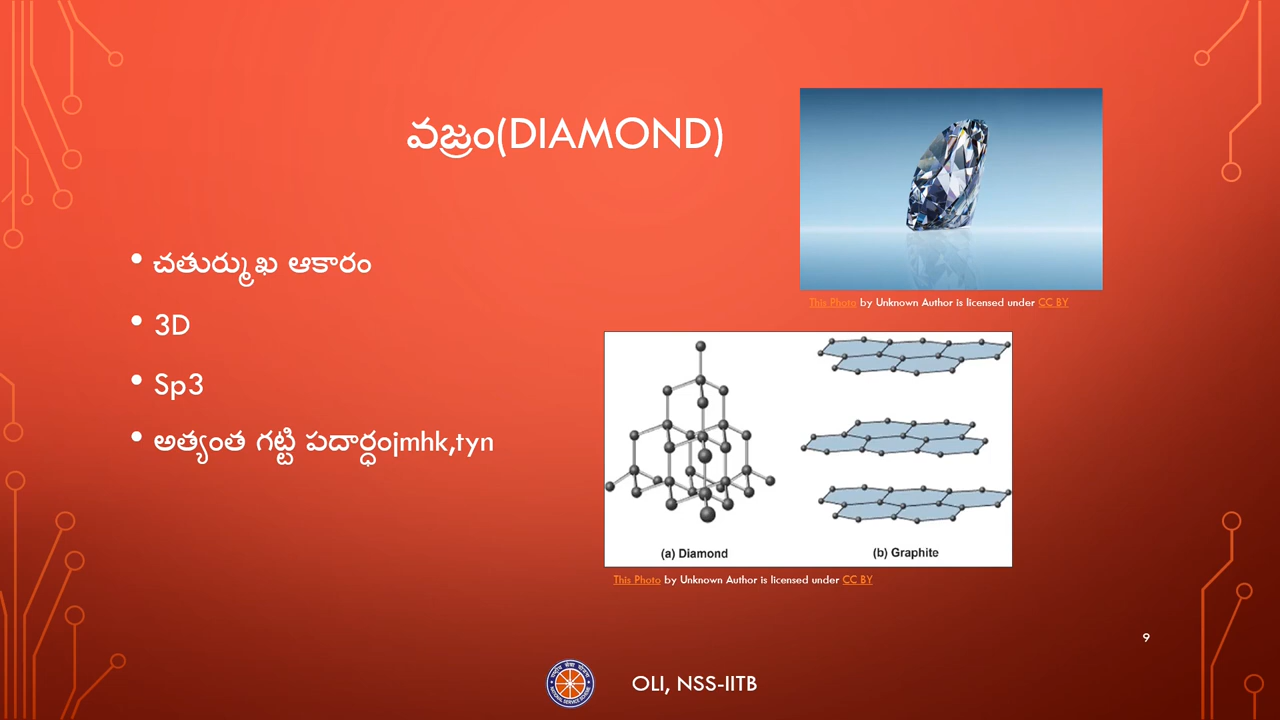 వజ్రం(DIAMOND)
• చతుర్ముఖ ఆకారం
• 3D
• Sp3
• అత్యంత గట్టి పదార్ధంjmhk,tyn
This Photo by Unknown Author is licensed under CC BY
(a) Diamond
(b) Graphite
This Photo by Unknown Author is licensed under CC BY
9
OLI, NSS-IITB